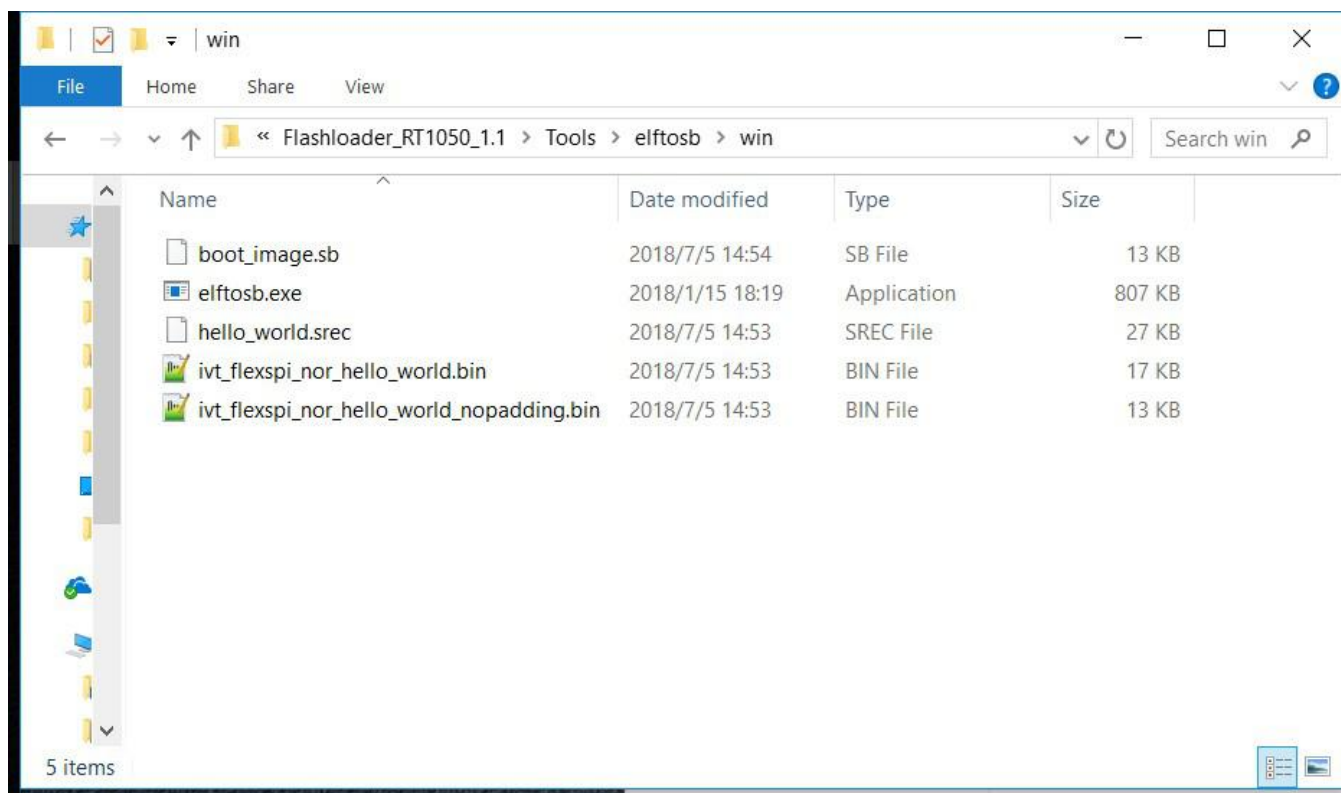 win
File Home Share View
« Flashloader_RT1050_1.1 > Tools > elftosb > win Search win
Name Date modified Type Size
boot_image.sb 2018/7/5 14:54 SB File 13 KB
elftosb.exe 2018/1/15 18:19 Application 807 KB
hello_world.srec 2018/7/5 14:53 SREC File 27 KB
ivt_flexspi_nor_hello_world.bin 2018/7/5 14:53 BIN File 17 KB
ivt_flexspi_nor_hello_world_nopadding.bin 2018/7/5 14:53 BIN File 13 KB
5 items